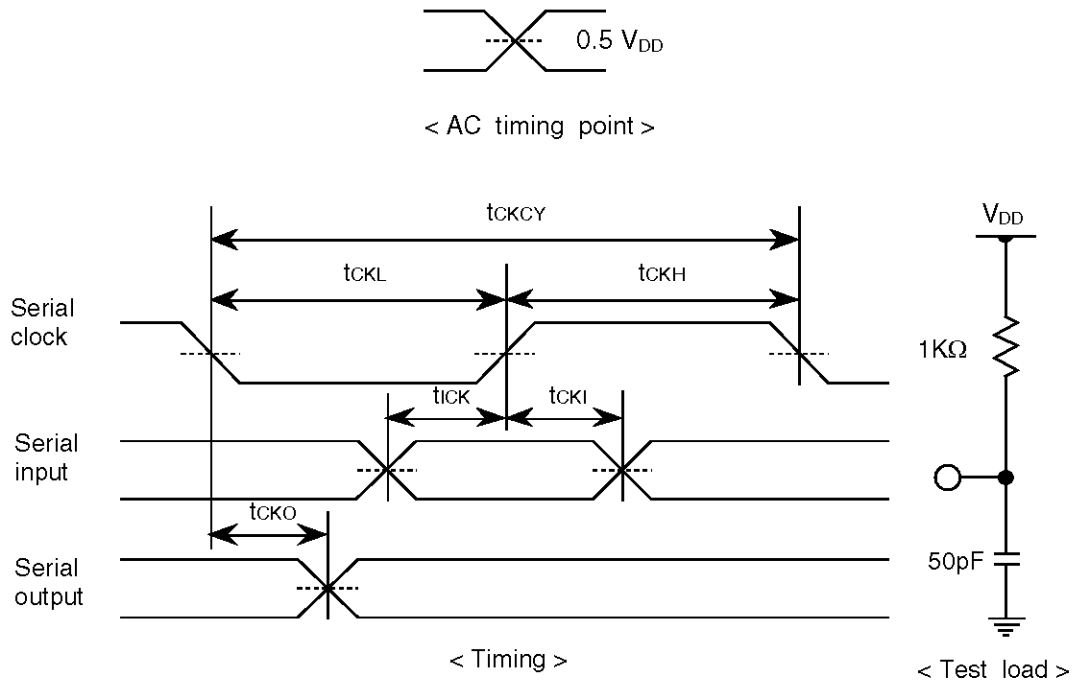 0.5 VDD
< AC timing point >
tCKCY
VDD
tCKL
tCKH
Serial
clock
1KΩ
tICK
tCKI
Serial
input
tCKO
Serial
output
50pF
< Timing >
< Test load >